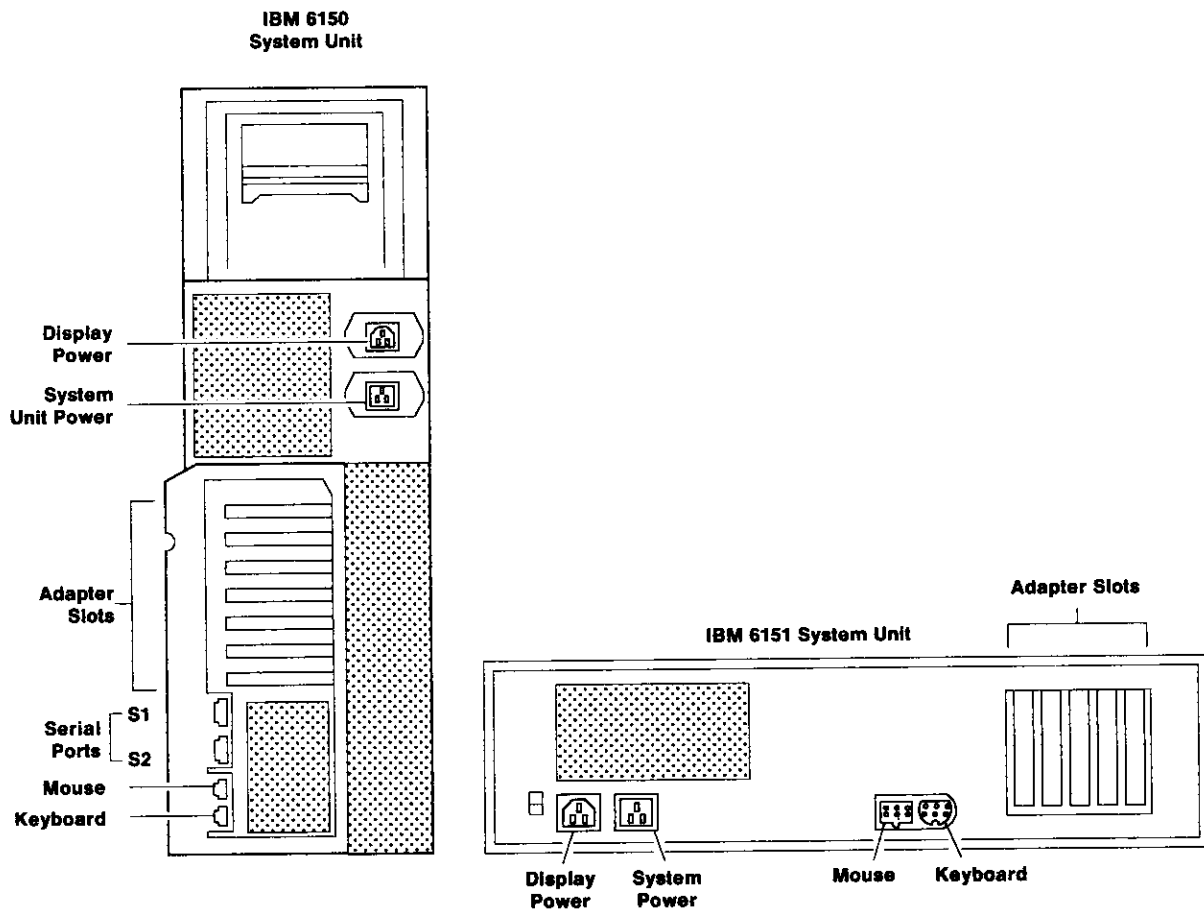 IBM 6150
System Unit
Display
Power
System
Unit Power
Adapter
Slots
Serial
Ports
S1
S2
Mouse
Keyboard
IBM 6151 System Unit
Adapter Slots
Display
Power
System
Power
Mouse
Keyboard